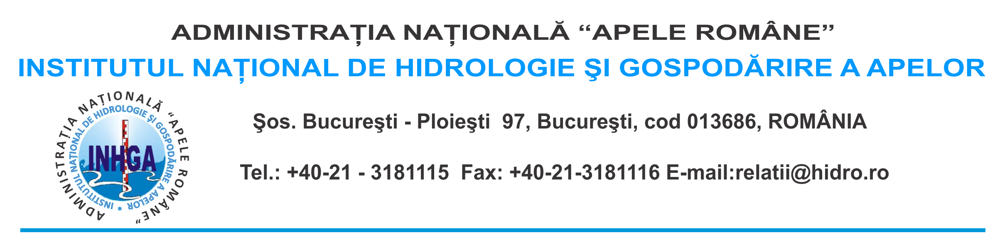 ADMINISTRAȚIA NAȚIONALĂ “APELE ROMÂNE”
INSTITUTUL NAȚIONAL DE HIDROLOGIE ŞI GOSPODĂRIRE A APELOR
ADMINISTRAȚIA NAȚIONALĂ “APELE ROMÂNE”
INSTITUTUL NAȚIONAL DE HIDROLOGIE ŞI GOSPODĂRIRE A APELOR *
INHGA
Şos. Bucureşti - Ploieşti  97, Bucureşti, cod 013686, ROMÂNIA
Tel.: +40-21 - 3181115  Fax: +40-21-3181116 E-mail:relatii@hidro.ro